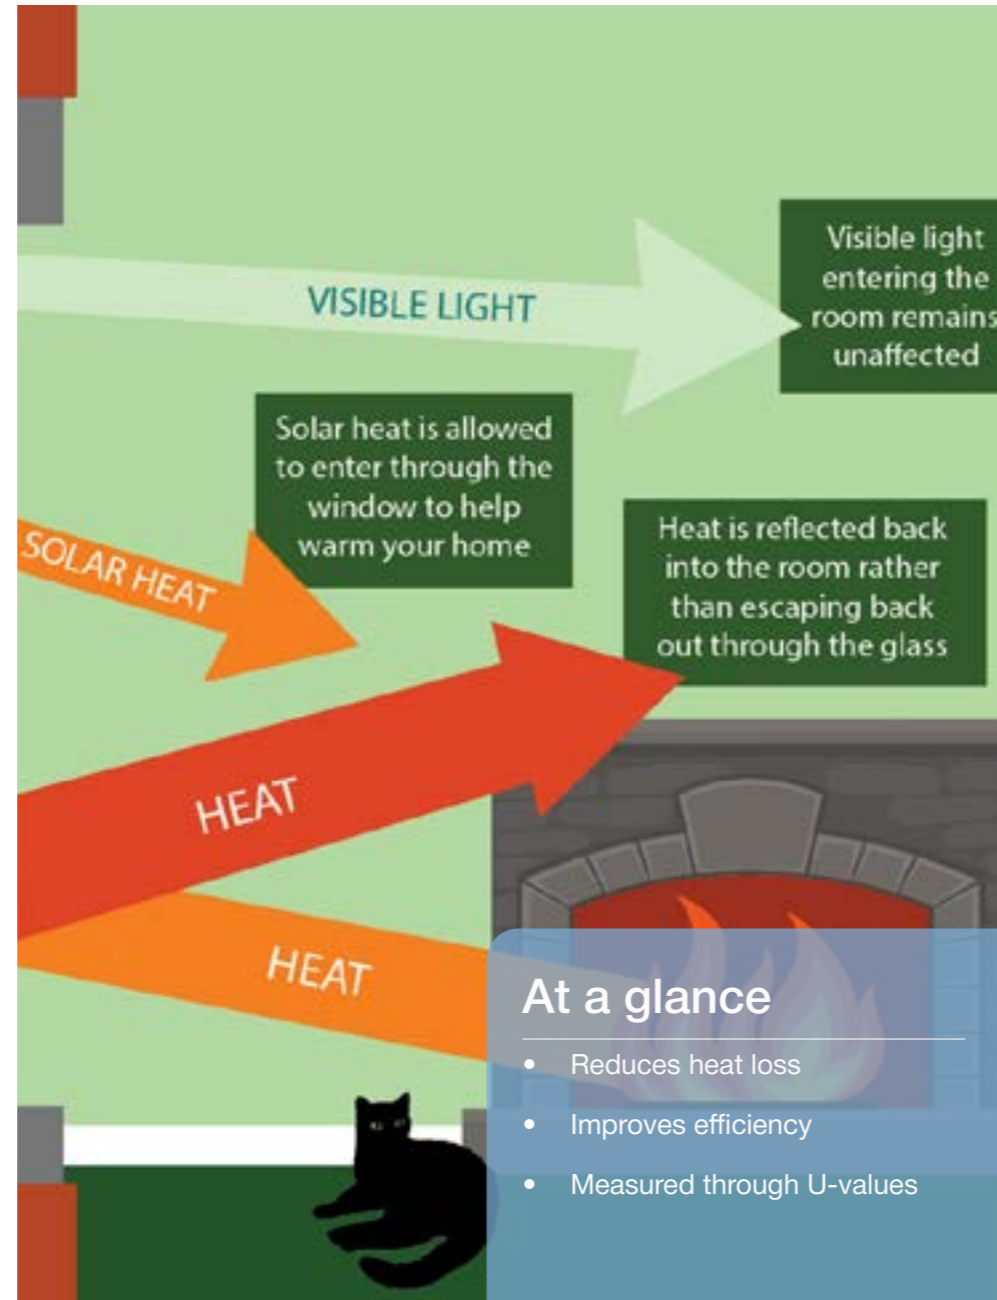 VISIBLE LIGHT
Visible light
entering the
room remains
unaffected
Solar heat is allowed
to enter through the
window to help
warm your home
SOLAR HEAT
Heat is reflected back
into the room rather
than escaping back
out through the glass
HEAT
HEAT
At a glance
• Reduces heat loss
• Improves efficiency
• Measured through U-values